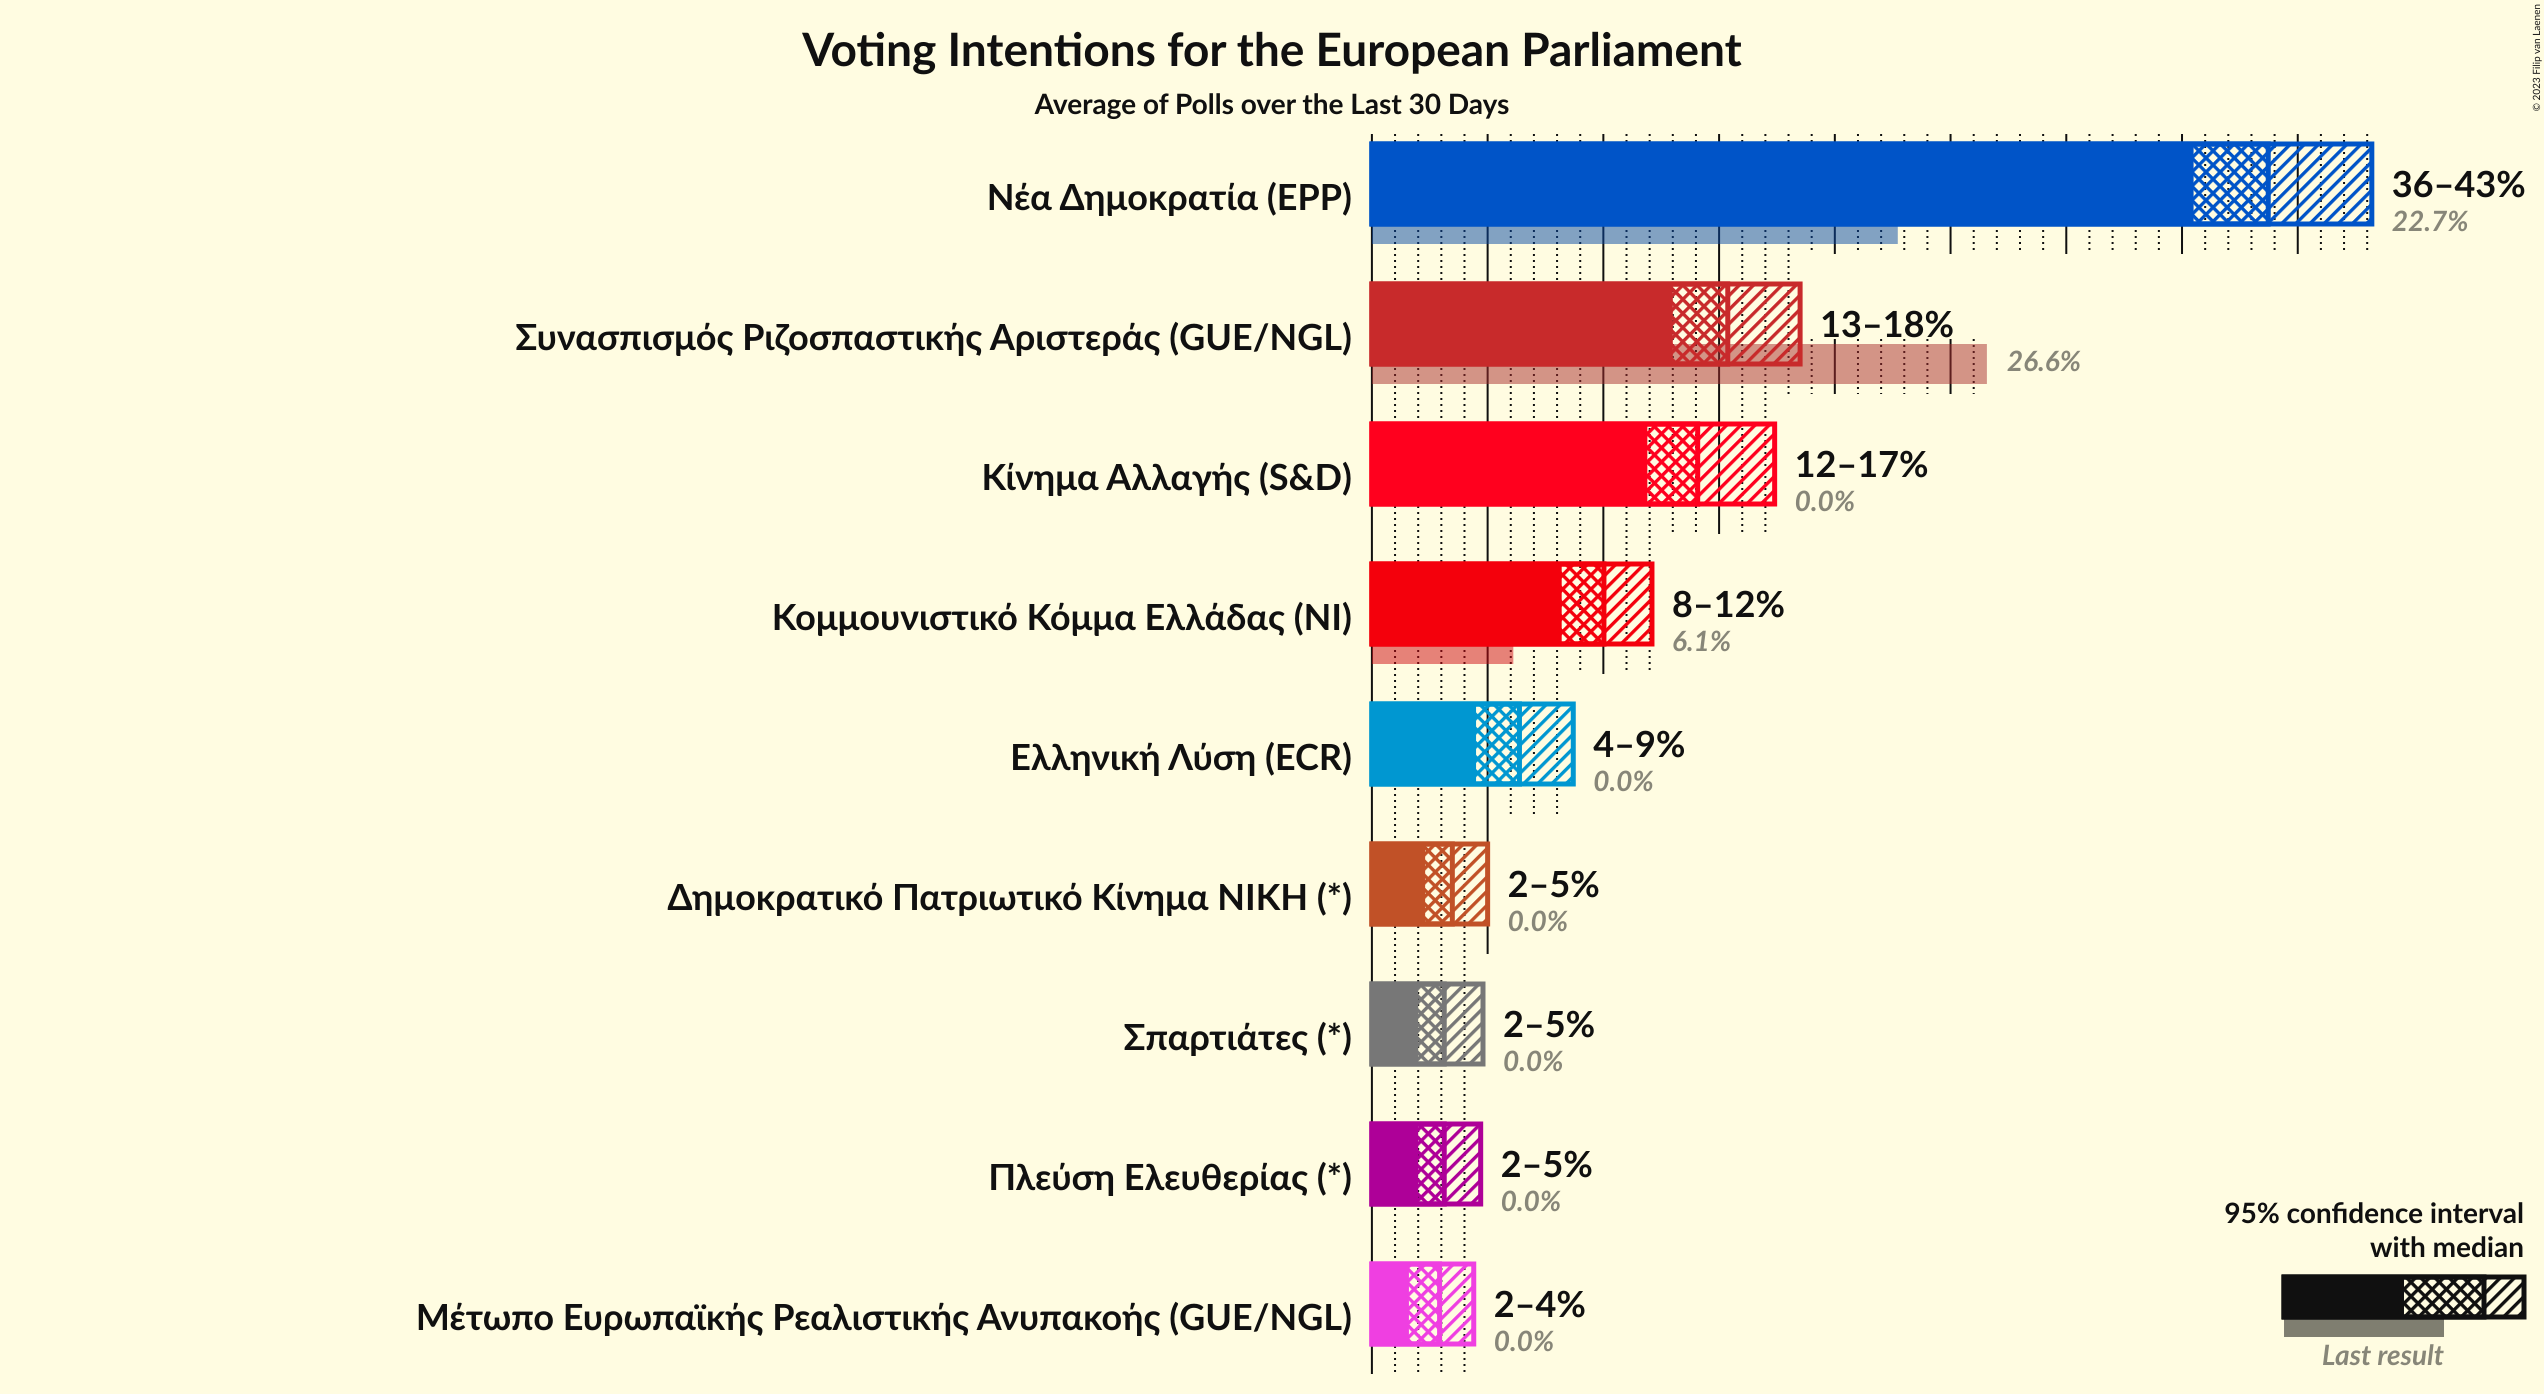 Voting Intentions for the European Parliament
Average of Polls over the Last 30 Days
© 2023 Filip van Laenen
Νέα Δημοκρατία (EPP)
36–43%
22.7%
Συνασπισμός Ριζοσπαστικής Αριστεράς (GUE/NGL)
13–18%
26.6%
Κίνημα Αλλαγής (S&D)
12–17%
0.0%
Κομμουνιστικό Κόμμα Ελλάδας (NI)
8–12%
6.1%
Ελληνική Λύση (ECR)
4–9%
0.0%
Δημοκρατικό Πατριωτικό Κίνημα ΝΙΚΗ (*)
2–5%
0.0%
Σπαρτιάτες (*)
2–5%
0.0%
Πλεύση Ελευθερίας (*)
2–5%
0.0%
Μέτωπο Ευρωπαϊκής Ρεαλιστικής Ανυπακοής (GUE/NGL)
2–4%
0.0%
95% confidence interval
with median
Last result